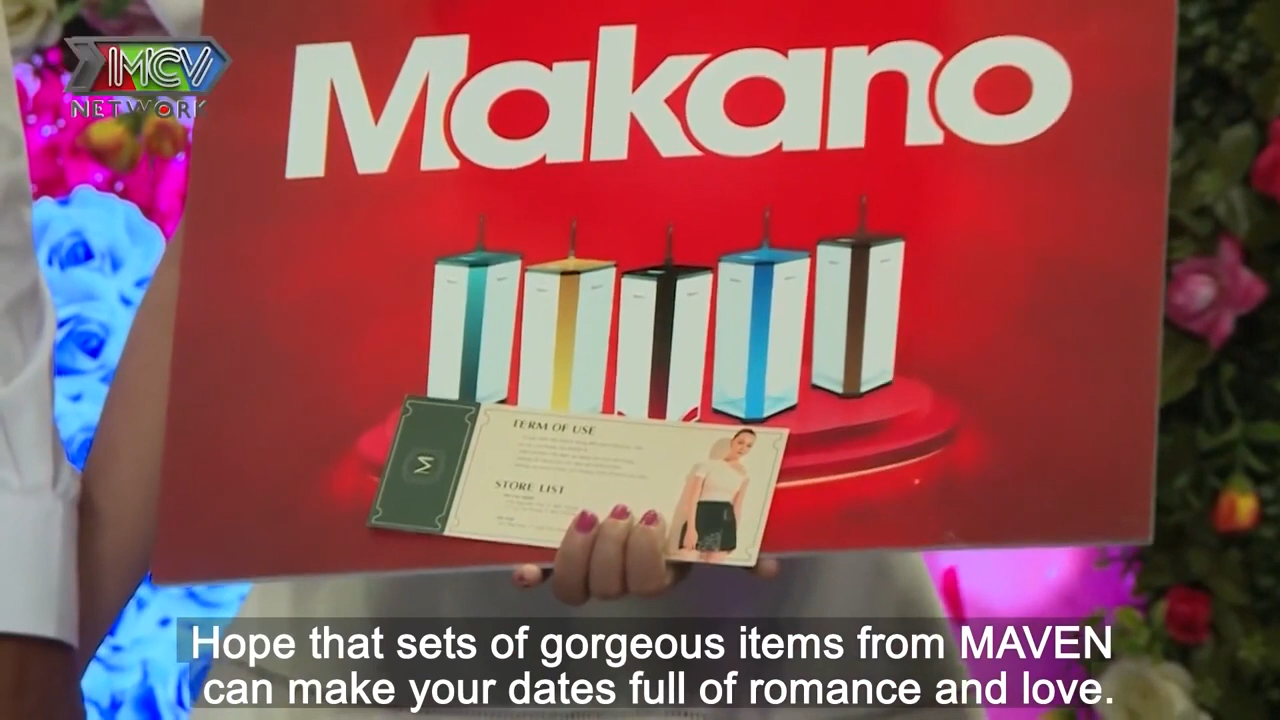 MCV
NETWORK
Makano
TERM OF USE
STORE LIST
M
Hope that sets of gorgeous items from MAVEN
can make your dates full of romance and love.